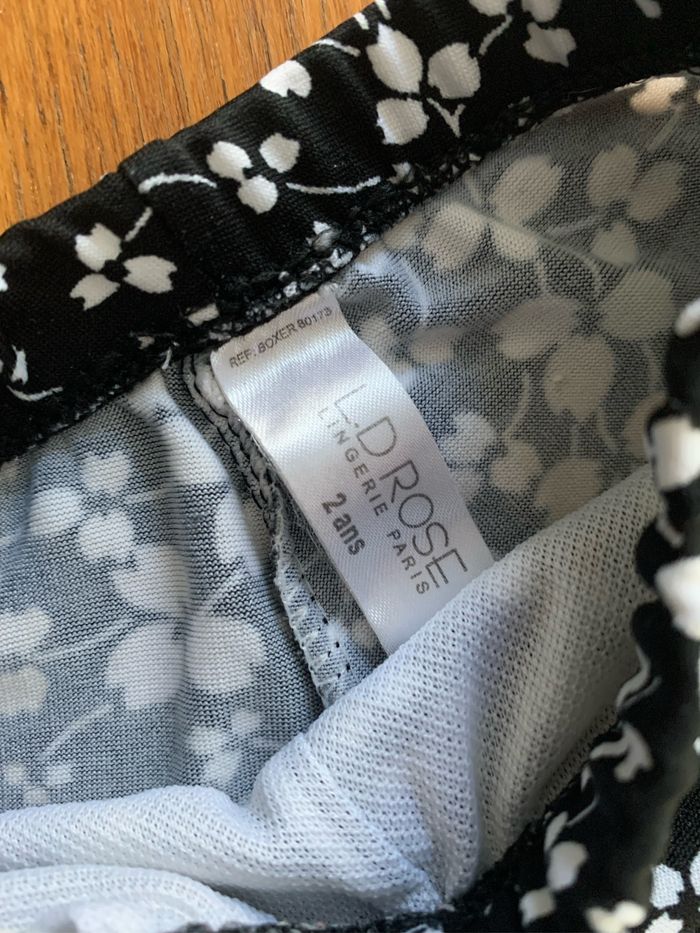 REF: BOXER 80173
L.D ROSE
LINGERIE PARIS
2 ans